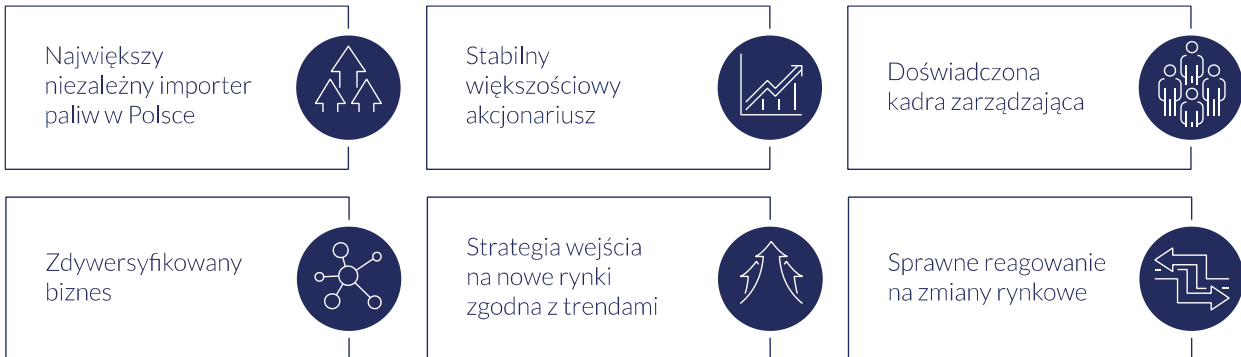 Największy
niezależny importer
paliw w Polsce
Stabilny
większościowy
akcjonariusz
Doświadczona
kadra zarządzająca
Zdywersyfikowany
biznes
Strategia wejścia
na nowe rynki
zgodna z trendami
Sprawne reagowanie
na zmiany rynkowe